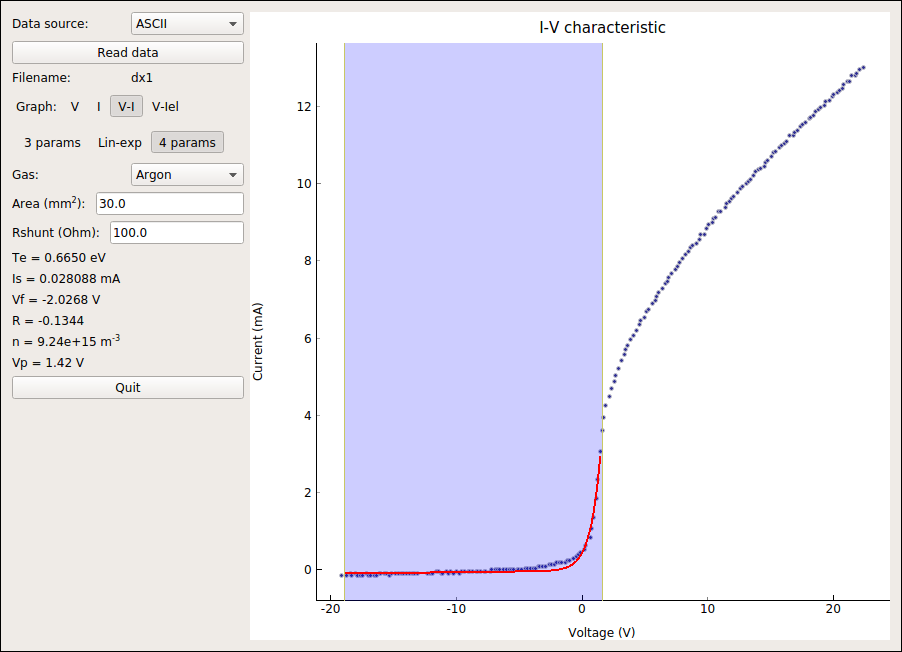 Data source: ASCII
Read data
Filename: dx1
Graph: V I V-I V-Iel
3 params Lin-exp 4 params
Gas: Argon
Area (mm²): 30.0
Rshunt (Ohm): 100.0
Te = 0.6650 eV
Is = 0.028088 mA
Vf = -2.0268 V
R = -0.1344
n = 9.24e+15 m⁻³
Vp = 1.42 V
Quit
I-V characteristic
Current (mA)
12
10
8
6
4
2
0
-20 -10 0 10 20
Voltage (V)